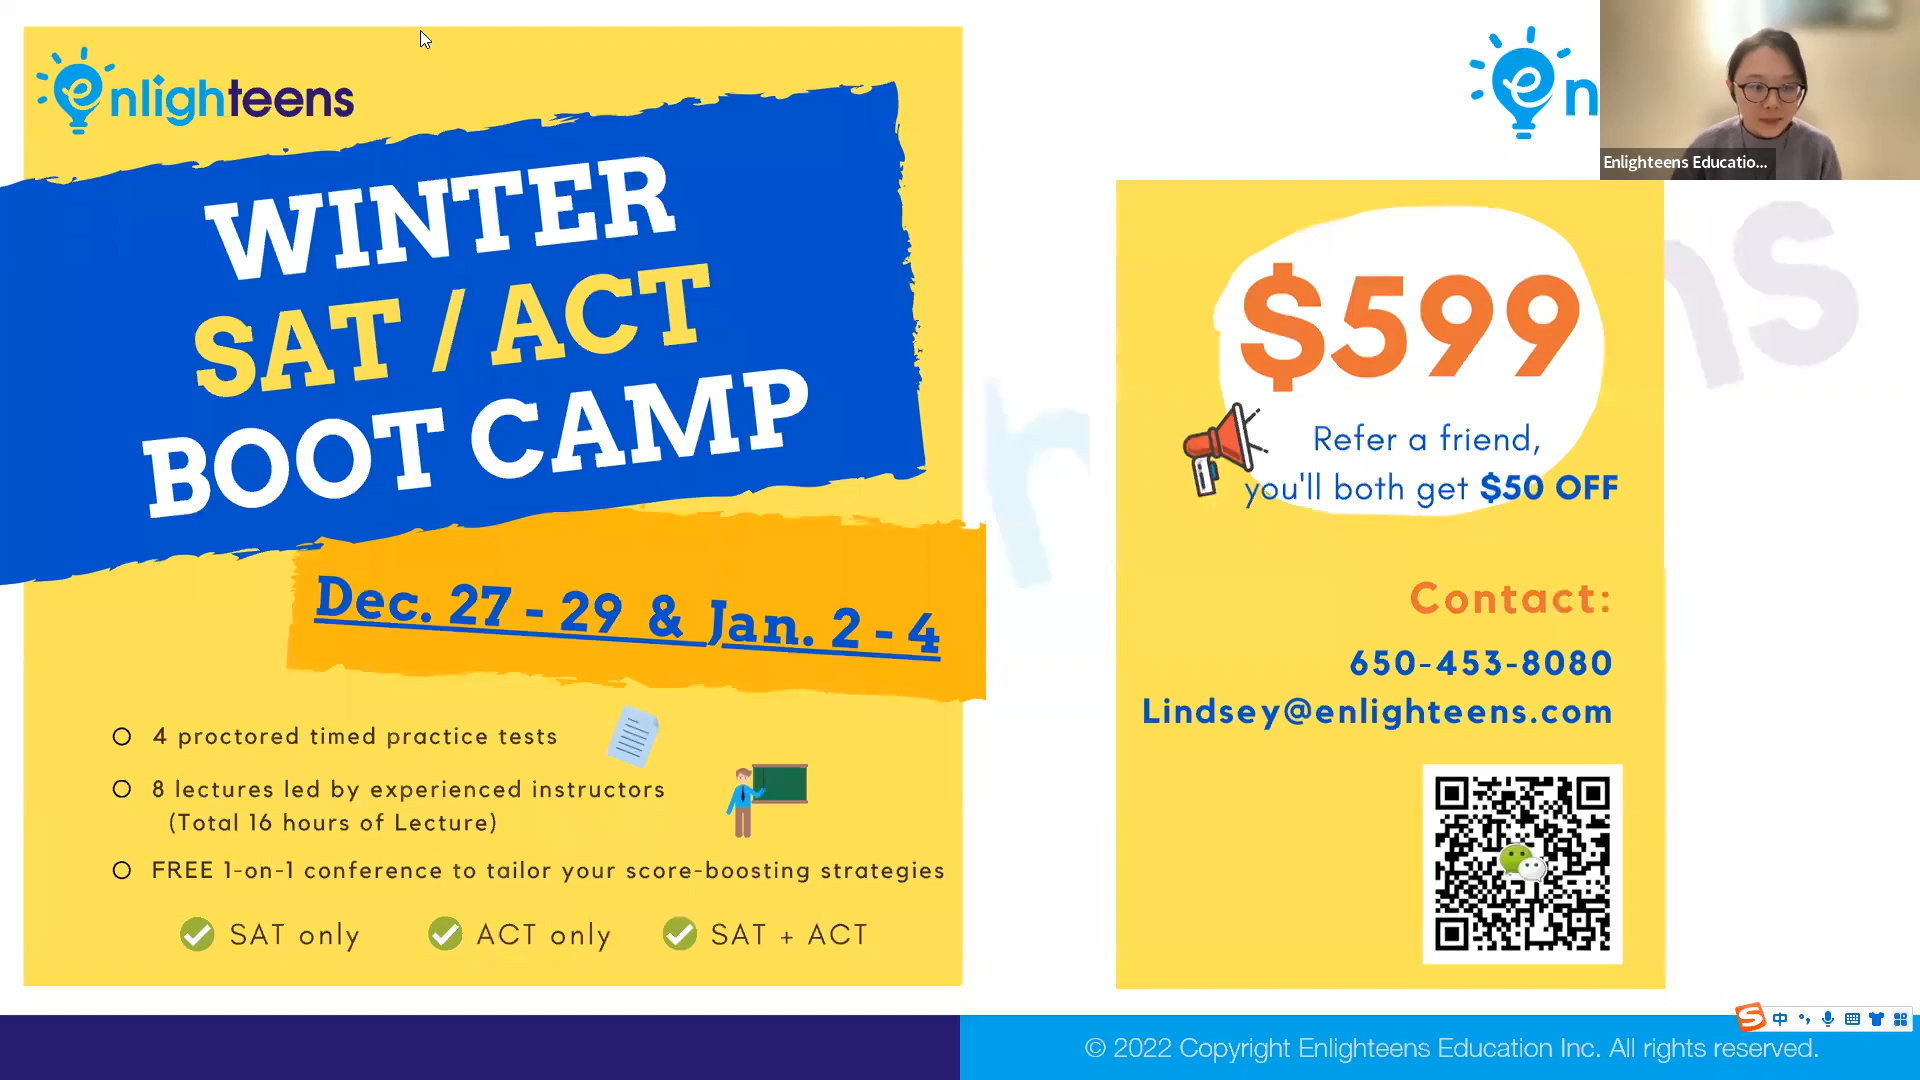 enlighteens
WINTER
SAT / ACT
BOOT CAMP
Dec. 27 - 29 & Jan. 2 - 4
4 proctored timed practice tests
8 lectures led by experienced instructors
(Total 16 hours of Lecture)
FREE 1-on-1 conference to tailor your score-boosting strategies
SAT only
ACT only
SAT + ACT
en
Enlighteens Educatio...
$599
Refer a friend,
you'll both get $50 OFF
Contact:
650-453-8080
Lindsey@enlighteens.com
n
ns
中
© 2022 Copyright Enlighteens Education Inc. All rights reserved.